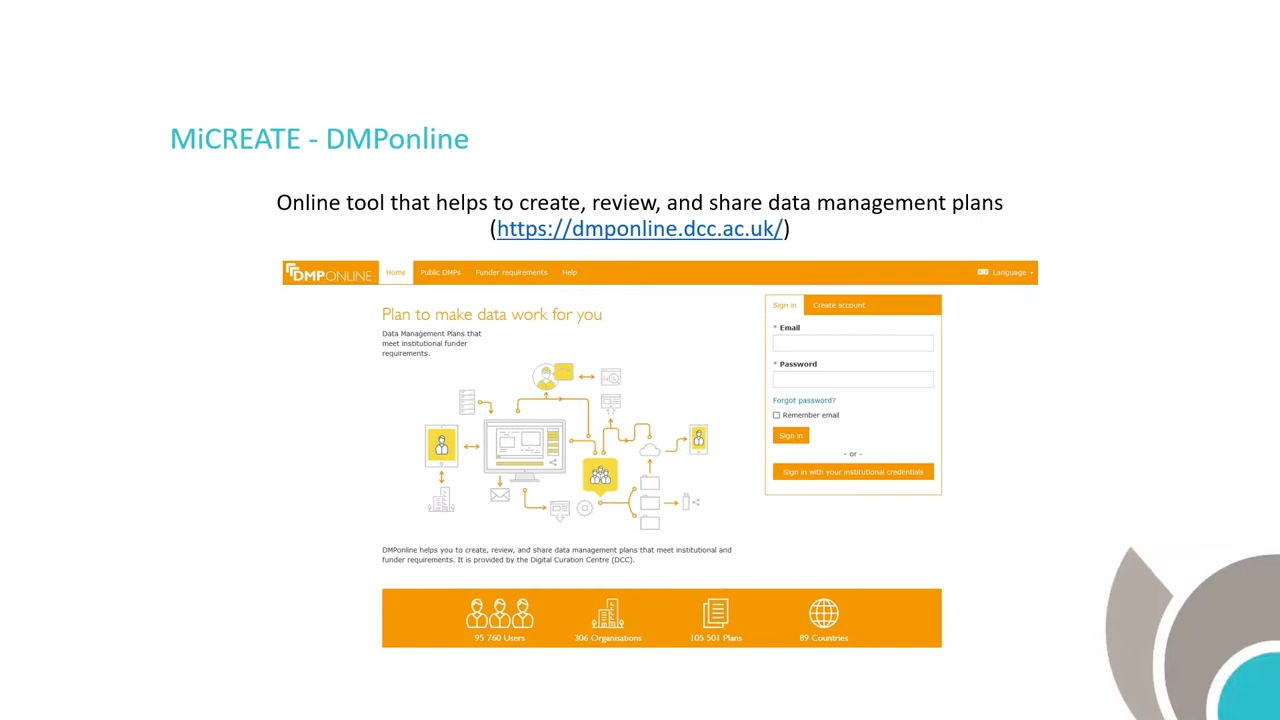 MiCREATE - DMPonline
Online tool that helps to create, review, and share data management plans
(https://dmponline.dcc.ac.uk/)
DMPONLINE
Home
Public DMPs
Funder requirements
Help
Language
Plan to make data work for you
Data Management Plans that
meet institutional funder
requirements.
Sign in
Create account
* Email
* Password
Forgot password?
Remember email
Sign in
- or -
Sign in with your institutional credentials
DMPonline helps you to create, review, and share data management plans that meet institutional and
funder requirements. It is provided by the Digital Curation Centre (DCC).
95 760 Users
306 Organisations
105 501 Plans
89 Countries